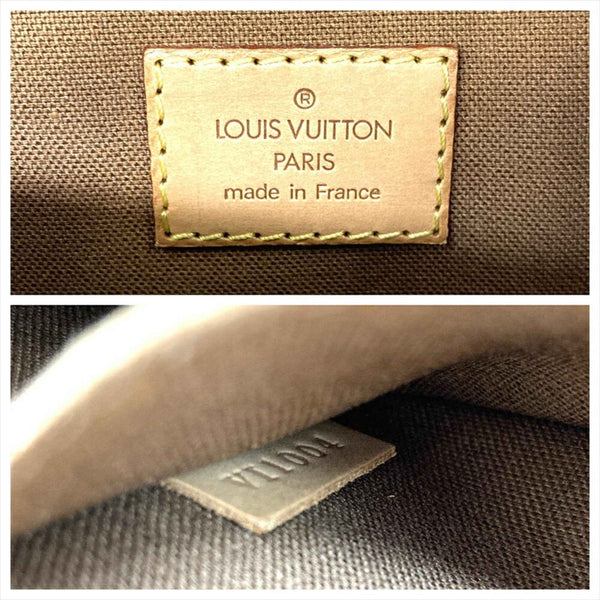 ®
LOUIS VUITTON
PARIS
made in France
VI1004